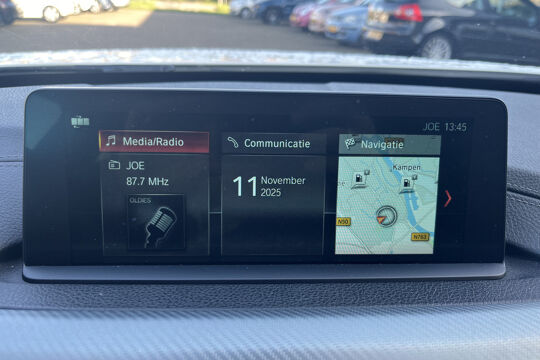 JOE 13:45
Media/Radio
JOE
87.7 MHz
OLDIES
Communicatie
11 November
2025
Navigatie
Kampen
N50
N763